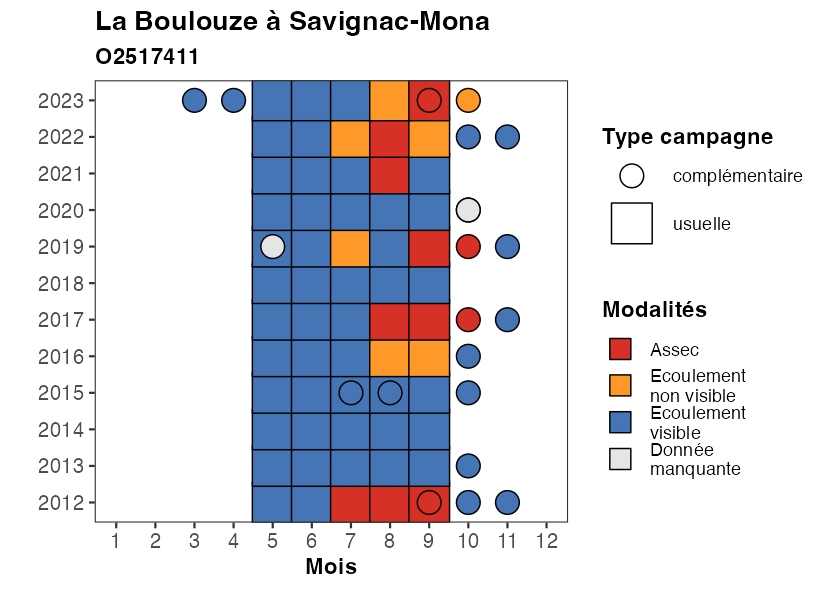 La Boulouze à Savignac-Mona
O2517411
2023
2022
2021
2020
2019
2018
2017
2016
2015
2014
2013
2012
1 2 3 4 5 6 7 8 9 10 11 12
Mois
Type campagne
complémentaire
usuelle
Modalités
Assec
Ecoulement
non visible
Ecoulement
visible
Donnée
manquante